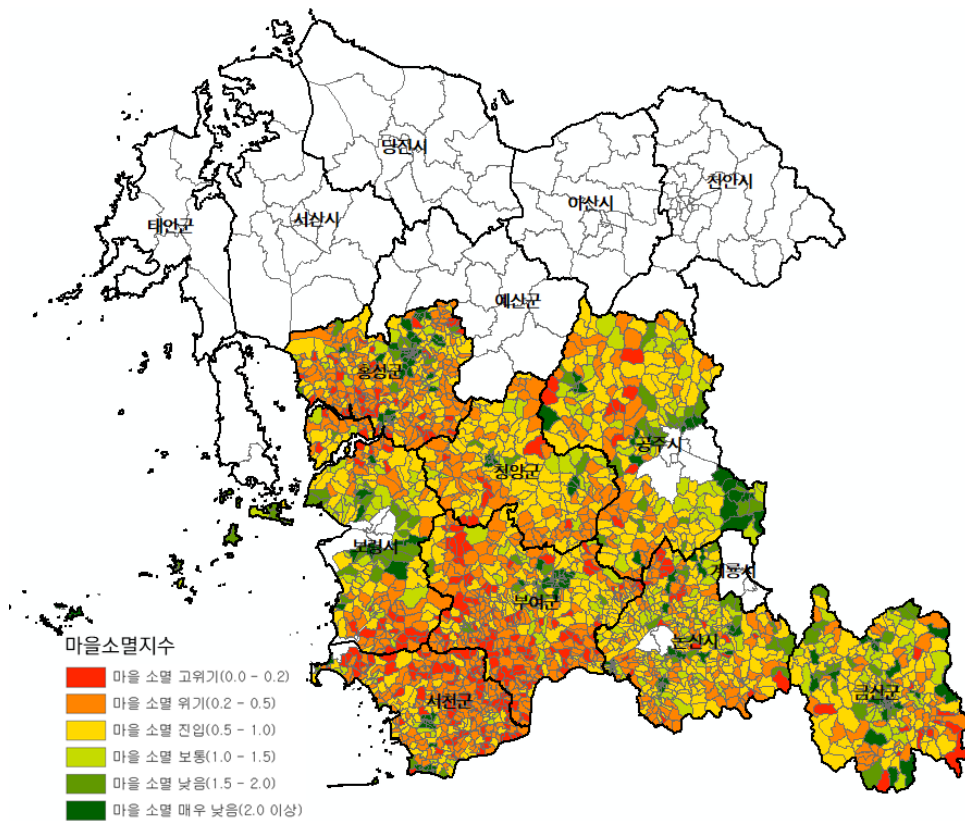 당진시
천안시
아산시
서산시
태안군
예산군
홍성군
공주시
청양군
보령시
계룡시
부여군
논산시
금산군
서천군
마을소멸지수
마을 소멸 고위기(0.0 - 0.2)
마을 소멸 위기(0.2 - 0.5)
마을 소멸 진입(0.5 - 1.0)
마을 소멸 보통(1.0 - 1.5)
마을 소멸 낮음(1.5 - 2.0)
마을 소멸 매우 낮음(2.0 이상)